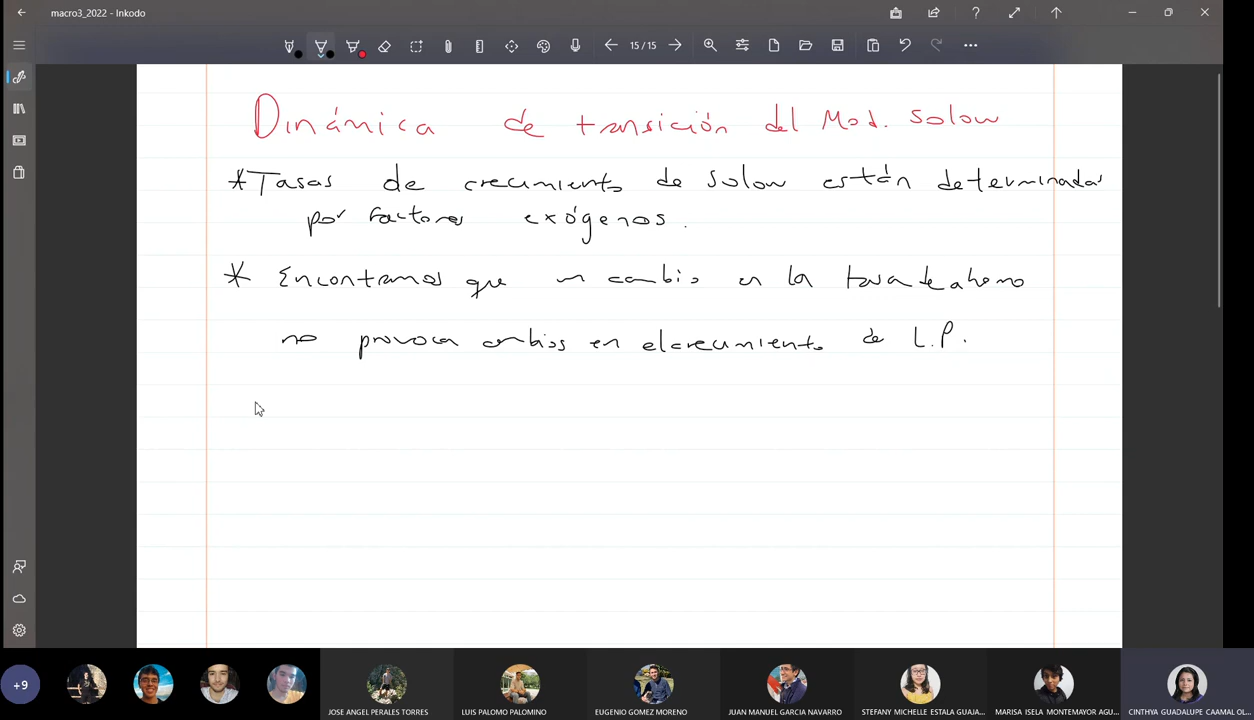 macro3_2022 - Inkodo
15/15
Dinámica de transición del Mod. Solow
*Tasas de crecimiento de Solow están determinadas
por factores exógenos.
* Encontramos que un cambio en la tasa de ahorro
no provoca cambios en el crecimiento de L.P.
+9
JOSE ANGEL PERALES TORRES
LUIS PALOMO PALOMINO
EUGENIO GOMEZ MORENO
JUAN MANUEL GARCIA NAVARRO
STEFANY MICHELLE ESTALA GUAJA...
MARISA ISELA MONTEMAYOR AGU...
CINTHYA GUADALUPE CAAMAL OL...